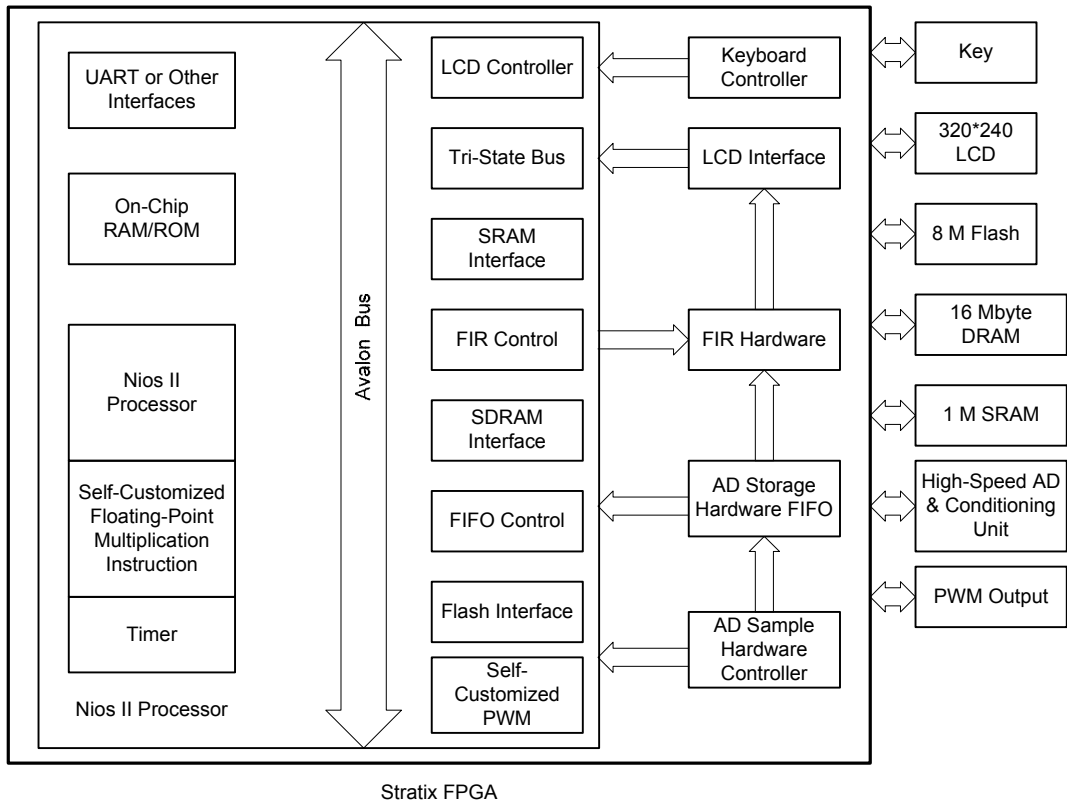 UART or Other
Interfaces
On-Chip
RAM/ROM
Nios II
Processor
Self-Customized
Floating-Point
Multiplication
Instruction
Timer
Nios II Processor
Avalon Bus
LCD Controller
Tri-State Bus
SRAM
Interface
FIR Control
SDRAM
Interface
FIFO Control
Flash Interface
Self-
Customized
PWM
Keyboard
Controller
LCD Interface
FIR Hardware
AD Storage
Hardware FIFO
AD Sample
Hardware
Controller
Key
320*240
LCD
8 M Flash
16 Mbyte
DRAM
1 M SRAM
High-Speed AD
& Conditioning
Unit
PWM Output
Stratix FPGA